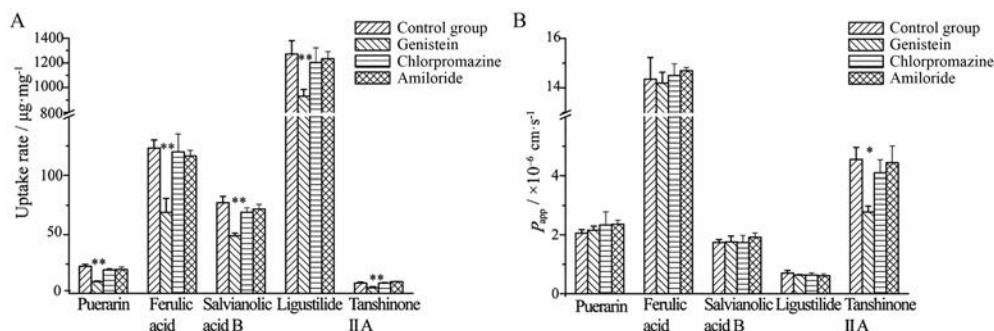 A
Control group
Genistein
Chlorpromazine
Amiloride
Uptake rate / μg·mg⁻¹
1400
1200
1000
800
100
50
0
**
**
**
**
**
Puerarin
Ferulic acid
Salvianolic acid B
Ligustilide
Tanshinone IIA
B
Control group
Genistein
Chlorpromazine
Amiloride
Papp / ×10⁻⁶ cm·s⁻¹
16
14
4
2
0
*
Puerarin
Ferulic acid
Salvianolic acid B
Ligustilide
Tanshinone IIA